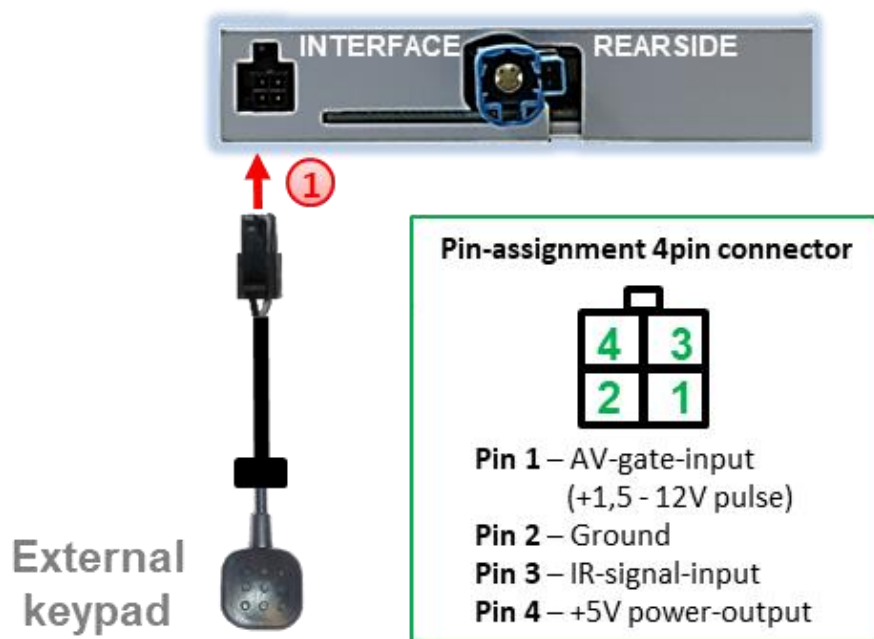 INTERFACE REARSIDE
1
Pin-assignment 4pin connector
4 3
2 1
Pin 1 – AV-gate-input
(+1,5 - 12V pulse)
Pin 2 – Ground
Pin 3 – IR-signal-input
Pin 4 – +5V power-output
External
keypad